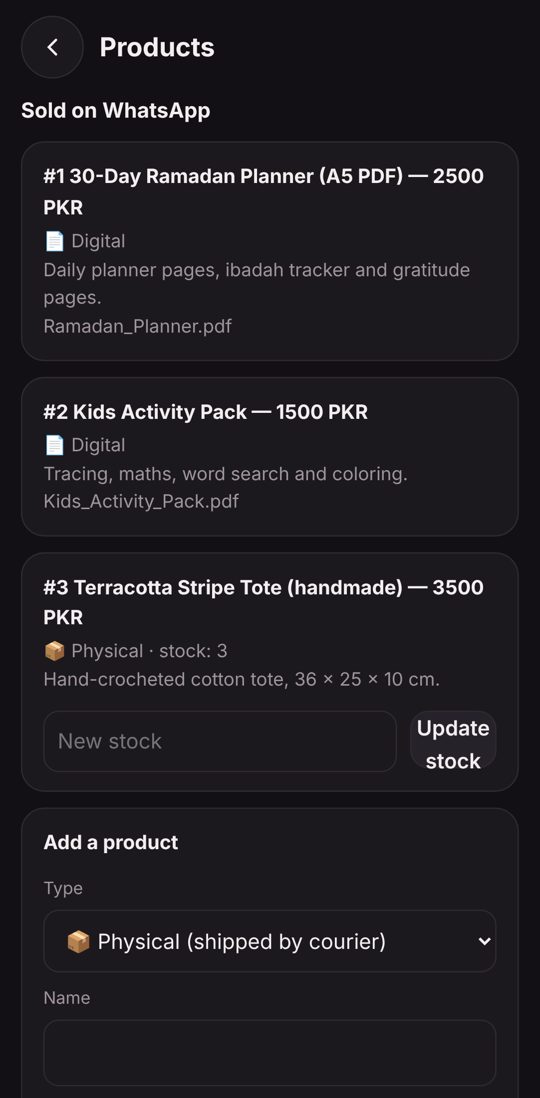 Products
Sold on WhatsApp
#1 30-Day Ramadan Planner (A5 PDF) — 2500
PKR
📄 Digital
Daily planner pages, ibadah tracker and gratitude
pages.
Ramadan_Planner.pdf
#2 Kids Activity Pack — 1500 PKR
📄 Digital
Tracing, maths, word search and coloring.
Kids_Activity_Pack.pdf
#3 Terracotta Stripe Tote (handmade) — 3500
PKR
📦 Physical · stock: 3
Hand-crocheted cotton tote, 36 × 25 × 10 cm.
New stock
Update
stock
Add a product
Type
📦 Physical (shipped by courier)
Name